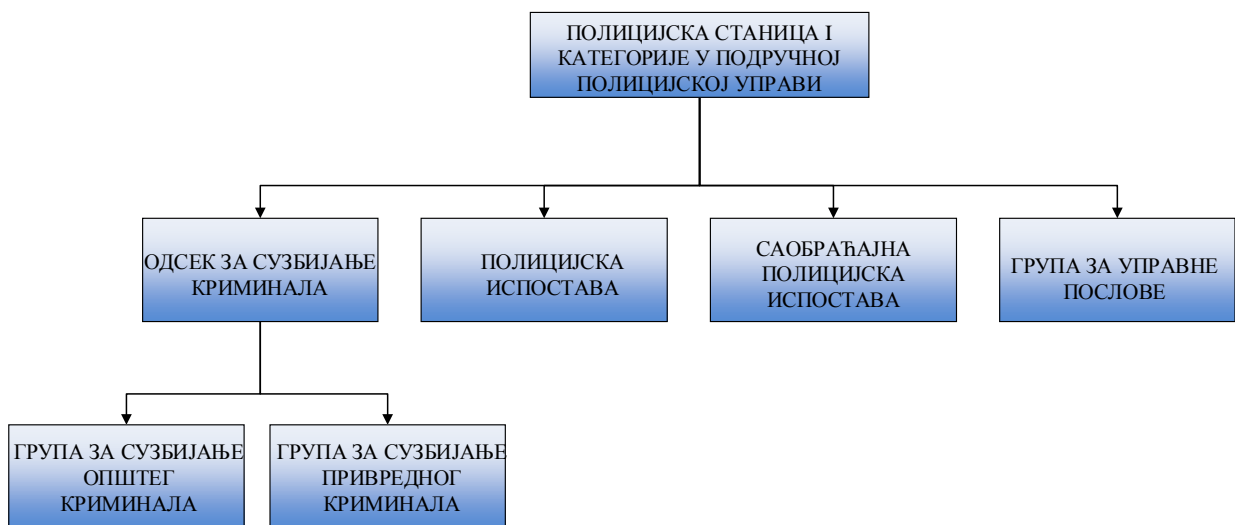 ПОЛИЦИЈСКА СТАНИЦА I
КАТЕГОРИЈЕ У ПОДРУЧНОЈ
ПОЛИЦИЈСКОЈ УПРАВИ
ОДСЕК ЗА СУЗБИЈАЊЕ
КРИМИНАЛА
ПОЛИЦИЈСКА
ИСПОСТАВА
САОБРАЋАЈНА
ПОЛИЦИЈСКА
ИСПОСТАВА
ГРУПА ЗА УПРАВНЕ
ПОСЛОВЕ
ГРУПА ЗА СУЗБИЈАЊЕ
ОПШТЕГ
КРИМИНАЛА
ГРУПА ЗА СУЗБИЈАЊЕ
ПРИВРЕДНОГ
КРИМИНАЛА